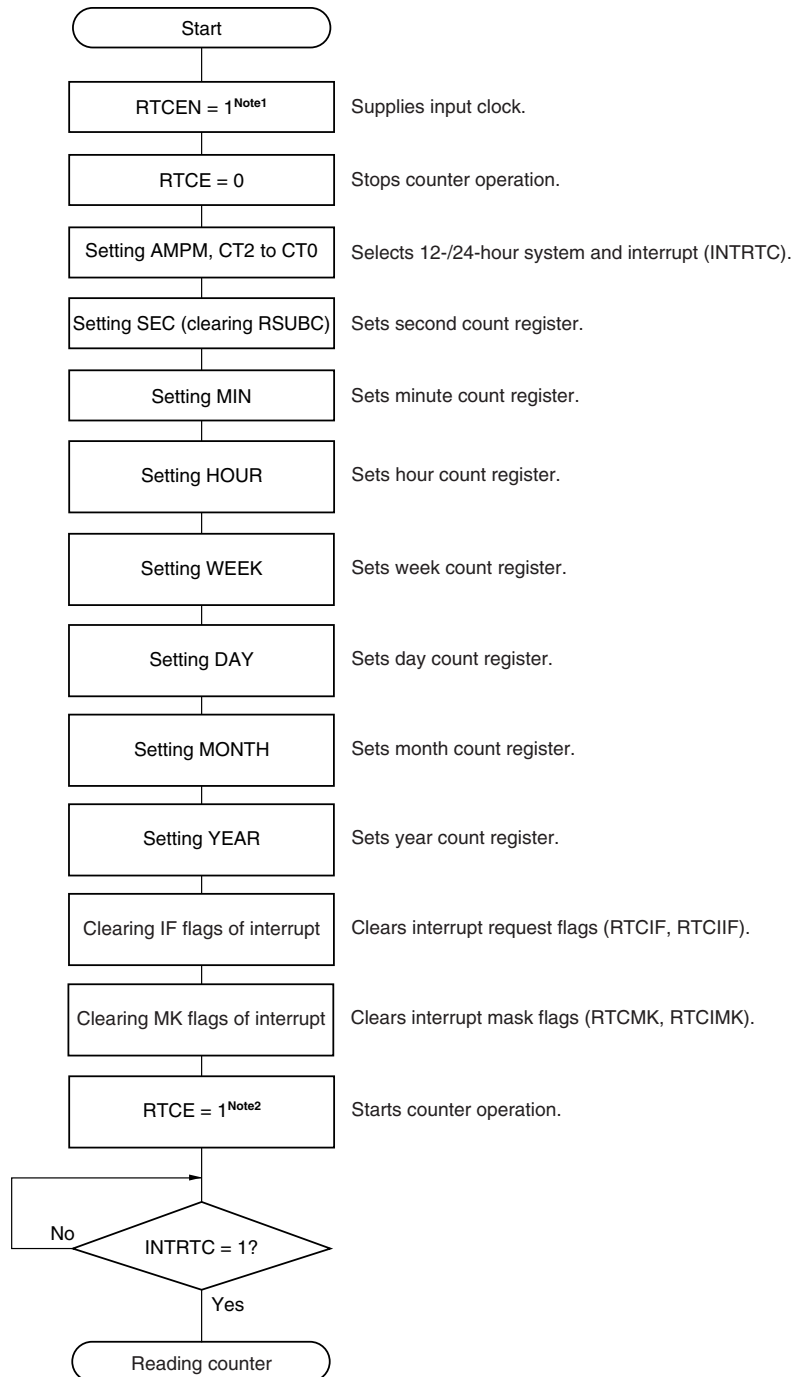 Start
RTCEN = 1Note1
Supplies input clock.
RTCE = 0
Stops counter operation.
Setting AMPM, CT2 to CT0
Selects 12-/24-hour system and interrupt (INTRTC).
Setting SEC (clearing RSUBC)
Sets second count register.
Setting MIN
Sets minute count register.
Setting HOUR
Sets hour count register.
Setting WEEK
Sets week count register.
Setting DAY
Sets day count register.
Setting MONTH
Sets month count register.
Setting YEAR
Sets year count register.
Clearing IF flags of interrupt
Clears interrupt request flags (RTCIF, RTCIIF).
Clearing MK flags of interrupt
Clears interrupt mask flags (RTCMK, RTCIMK).
RTCE = 1Note2
Starts counter operation.
No
INTRTC = 1?
Yes
Reading counter